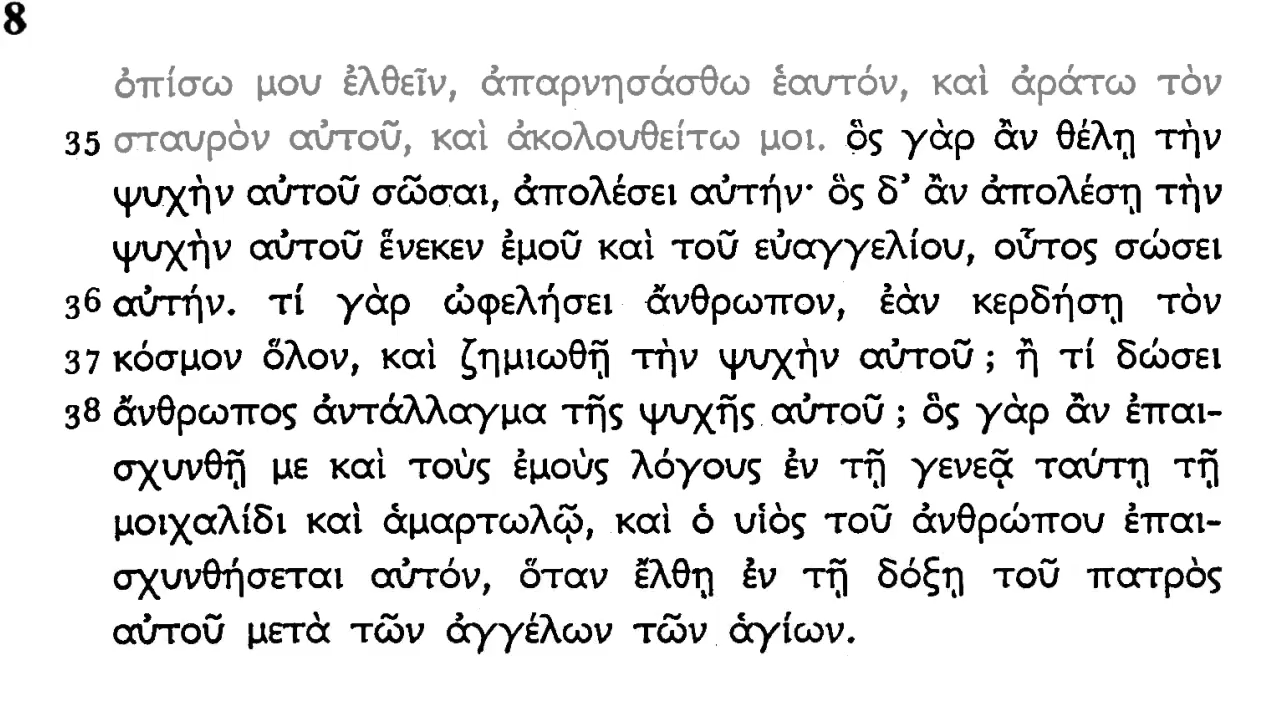 8
ὀπίσω μου ἐλθεῖν, ἀπαρνησάσθω ἑαυτόν, καὶ ἀράτω τὸν
35 σταυρὸν αὐτοῦ, καὶ ἀκολουθείτω μοι. ὃς γὰρ ἂν θέλῃ τὴν
ψυχὴν αὐτοῦ σῶσαι, ἀπολέσει αὐτήν· ὃς δ’ ἂν ἀπολέσῃ τὴν
ψυχὴν αὐτοῦ ἕνεκεν ἐμοῦ καὶ τοῦ εὐαγγελίου, οὗτος σώσει
36 αὐτήν. τί γὰρ ὠφελήσει ἄνθρωπον, ἐὰν κερδήσῃ τὸν
37 κόσμον ὅλον, καὶ ζημιωθῇ τὴν ψυχὴν αὐτοῦ ; ἢ τί δώσει
38 ἄνθρωπος ἀντάλλαγμα τῆς ψυχῆς αὐτοῦ ; ὃς γὰρ ἂν ἐπαι-
σχυνθῇ με καὶ τοὺς ἐμοὺς λόγους ἐν τῇ γενεᾷ ταύτῃ τῇ
μοιχαλίδι καὶ ἁμαρτωλῷ, καὶ ὁ υἱὸς τοῦ ἀνθρώπου ἐπαι-
σχυνθήσεται αὐτόν, ὅταν ἔλθῃ ἐν τῇ δόξῃ τοῦ πατρὸς
αὐτοῦ μετὰ τῶν ἀγγέλων τῶν ἁγίων.